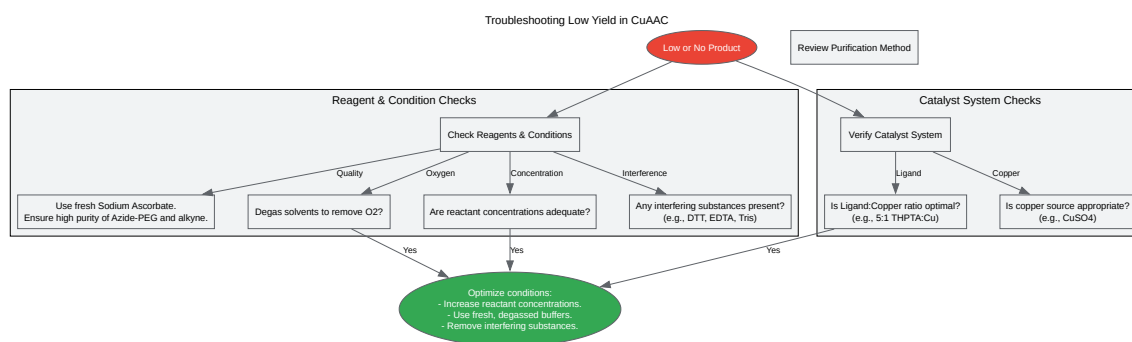 Troubleshooting Low Yield in CuAAC
Low or No Product
Review Purification Method
Reagent & Condition Checks
Catalyst System Checks
Check Reagents & Conditions
Verify Catalyst System
Quality
Oxygen
Concentration
Interference
Ligand
Copper
Use fresh Sodium Ascorbate.
Ensure high purity of Azide-PEG and alkyne.
Degas solvents to remove O2?
Are reactant concentrations adequate?
Any interfering substances present?
(e.g., DTT, EDTA, Tris)
Is Ligand:Copper ratio optimal?
(e.g., 5:1 THPTA:Cu)
Is copper source appropriate?
(e.g., CuSO4)
Yes
Yes
Yes
Optimize conditions:
- Increase reactant concentrations.
- Use fresh, degassed buffers.
- Remove interfering substances.